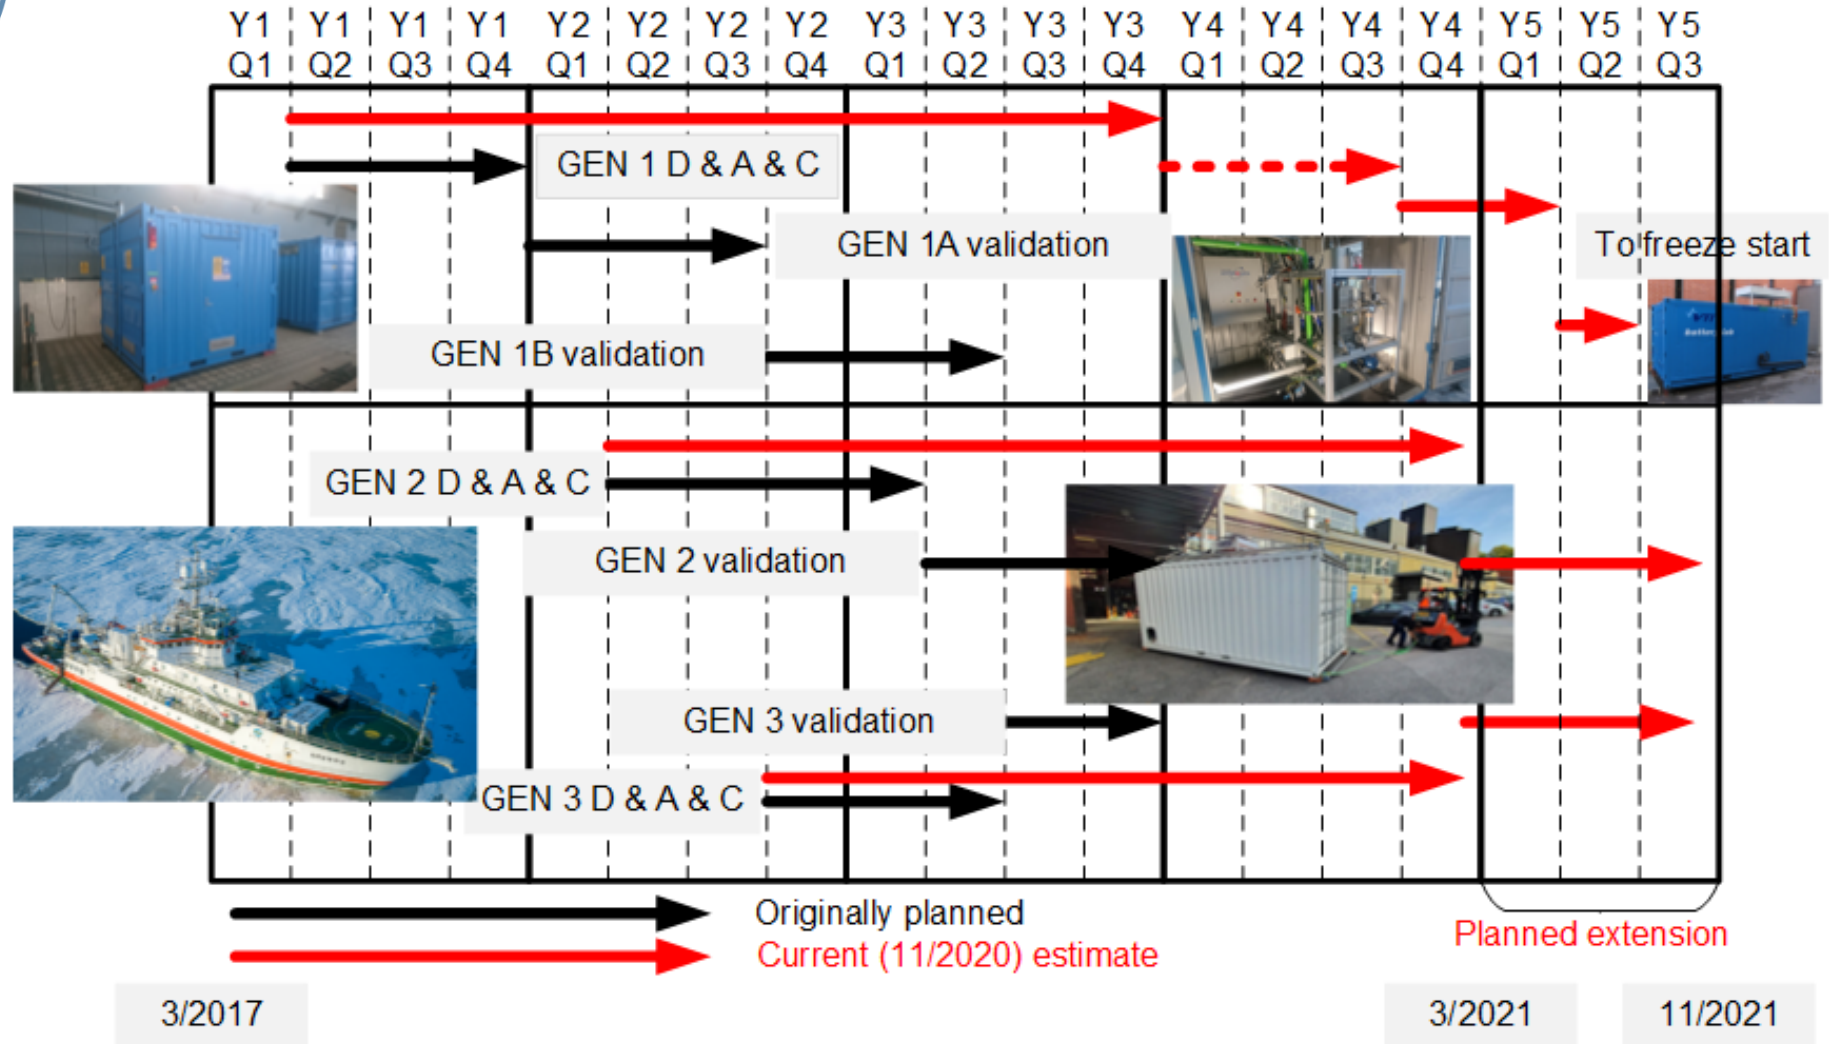 Y1 Y1 Y1 Y1 Y2 Y2 Y2 Y2 Y3 Y3 Y3 Y3 Y4 Y4 Y4 Y4 Y5 Y5 Y5
Q1 Q2 Q3 Q4 Q1 Q2 Q3 Q4 Q1 Q2 Q3 Q4 Q1 Q2 Q3 Q4 Q1 Q2 Q3
GEN 1 D & A & C
GEN 1A validation
To freeze start
GEN 1B validation
GEN 2 D & A & C
GEN 2 validation
GEN 3 validation
GEN 3 D & A & C
Originally planned
Current (11/2020) estimate
Planned extension
3/2017
3/2021
11/2021